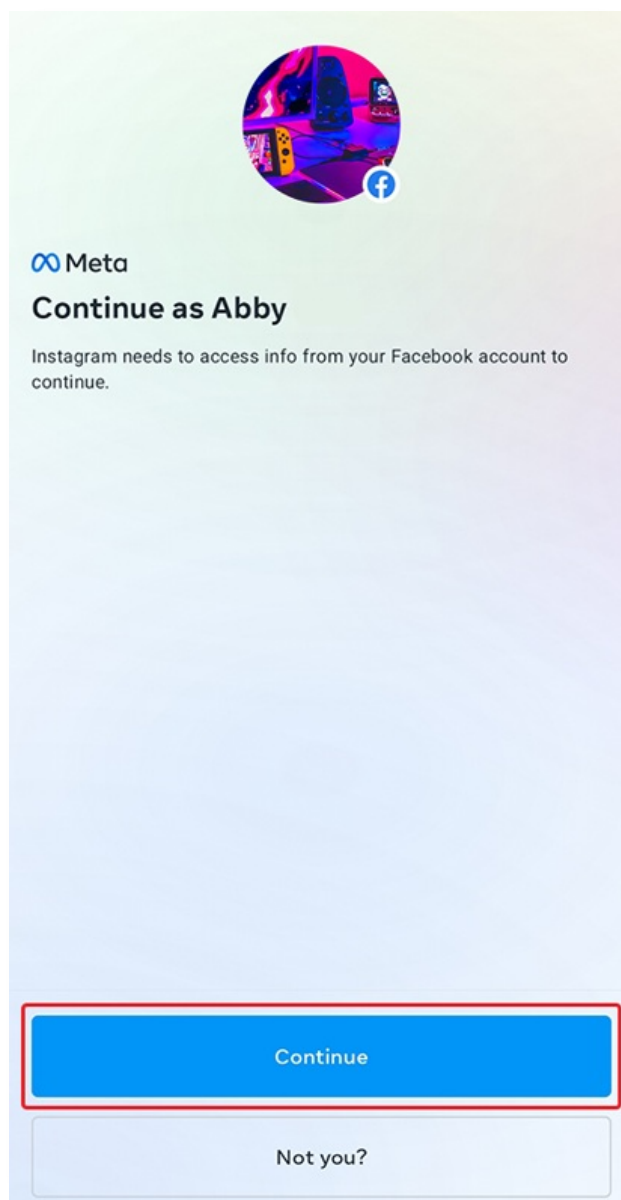 Meta
Continue as Abby
Instagram needs to access info from your Facebook account to
continue.
Continue
Not you?